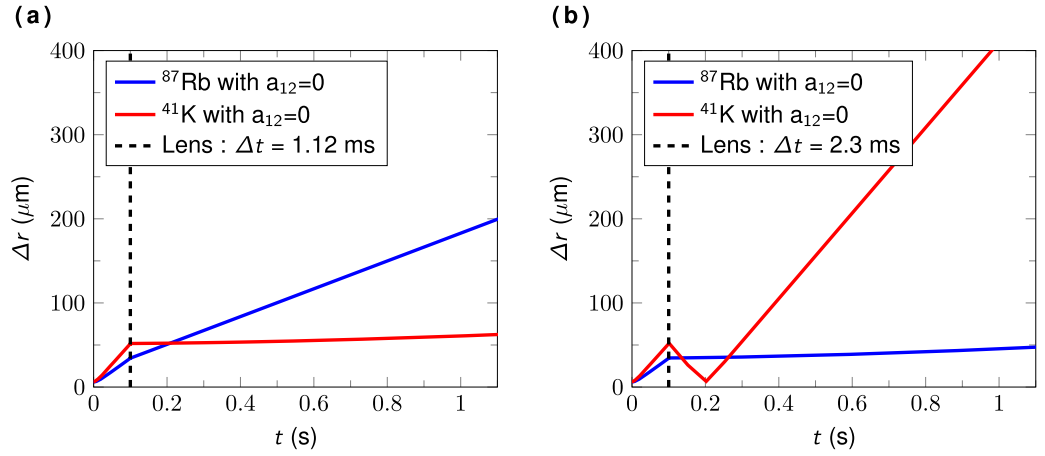 (a)
400
300
200
100
0
Δr (μm)
⁸⁷Rb with a₁₂=0
⁴¹K with a₁₂=0
Lens : Δt = 1.12 ms
0 0.2 0.4 0.6 0.8 1
t (s)
(b)
400
300
200
100
0
Δr (μm)
⁸⁷Rb with a₁₂=0
⁴¹K with a₁₂=0
Lens : Δt = 2.3 ms
0 0.2 0.4 0.6 0.8 1
t (s)